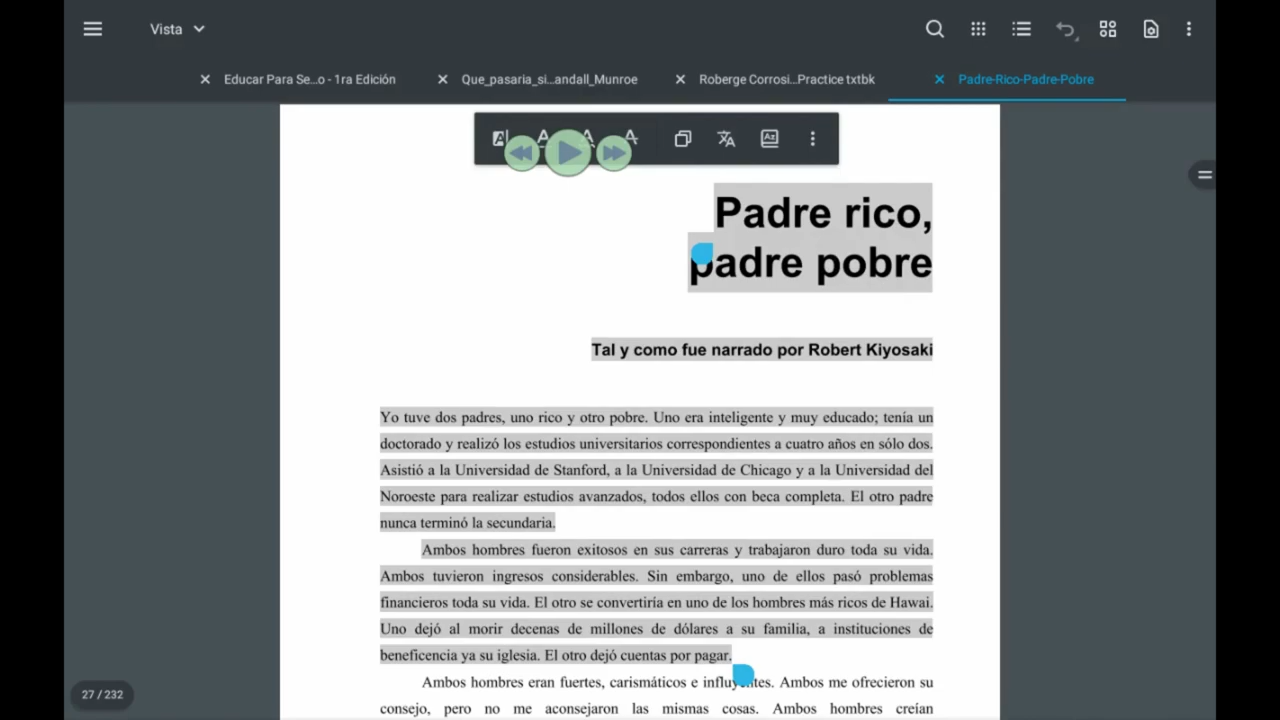 Vista
Educar Para Se...o - 1ra Edición
Que_pasaria_si...andall_Munroe
Roberge Corrosi...Practice txtbk
Padre-Rico-Padre-Pobre
Padre rico,
padre pobre
Tal y como fue narrado por Robert Kiyosaki
Yo tuve dos padres, uno rico y otro pobre. Uno era inteligente y muy educado; tenía un
doctorado y realizó los estudios universitarios correspondientes a cuatro años en sólo dos.
Asistió a la Universidad de Stanford, a la Universidad de Chicago y a la Universidad del
Noroeste para realizar estudios avanzados, todos ellos con beca completa. El otro padre
nunca terminó la secundaria.
Ambos hombres fueron exitosos en sus carreras y trabajaron duro toda su vida.
Ambos tuvieron ingresos considerables. Sin embargo, uno de ellos pasó problemas
financieros toda su vida. El otro se convertiría en uno de los hombres más ricos de Hawai.
Uno dejó al morir decenas de millones de dólares a su familia, a instituciones de
beneficencia ya su iglesia. El otro dejó cuentas por pagar.
Ambos hombres eran fuertes, carismáticos e influyentes. Ambos me ofrecieron su
consejo, pero no me aconsejaron las mismas cosas. Ambos hombres creían
27 / 232